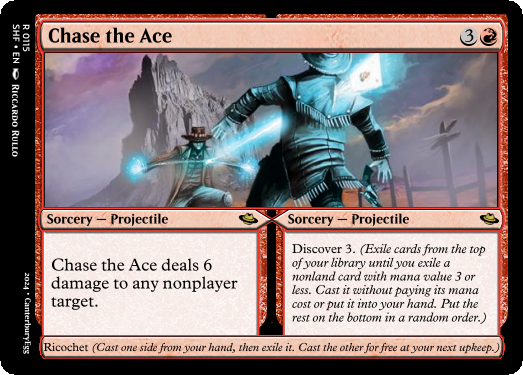 Chase the Ace 3
Sorcery — Projectile
Chase the Ace deals 6
damage to any nonplayer
target.
Sorcery — Projectile
Discover 3. (Exile cards from the top
of your library until you exile a
nonland card with mana value 3 or
less. Cast it without paying its mana
cost or put it into your hand. Put the
rest on the bottom in a random order.)
Ricochet (Cast one side from your hand, then exile it. Cast the other for free at your next upkeep.)
R 0115
SHF • EN Riccardo Rullo
2024 • CanterburyEgg